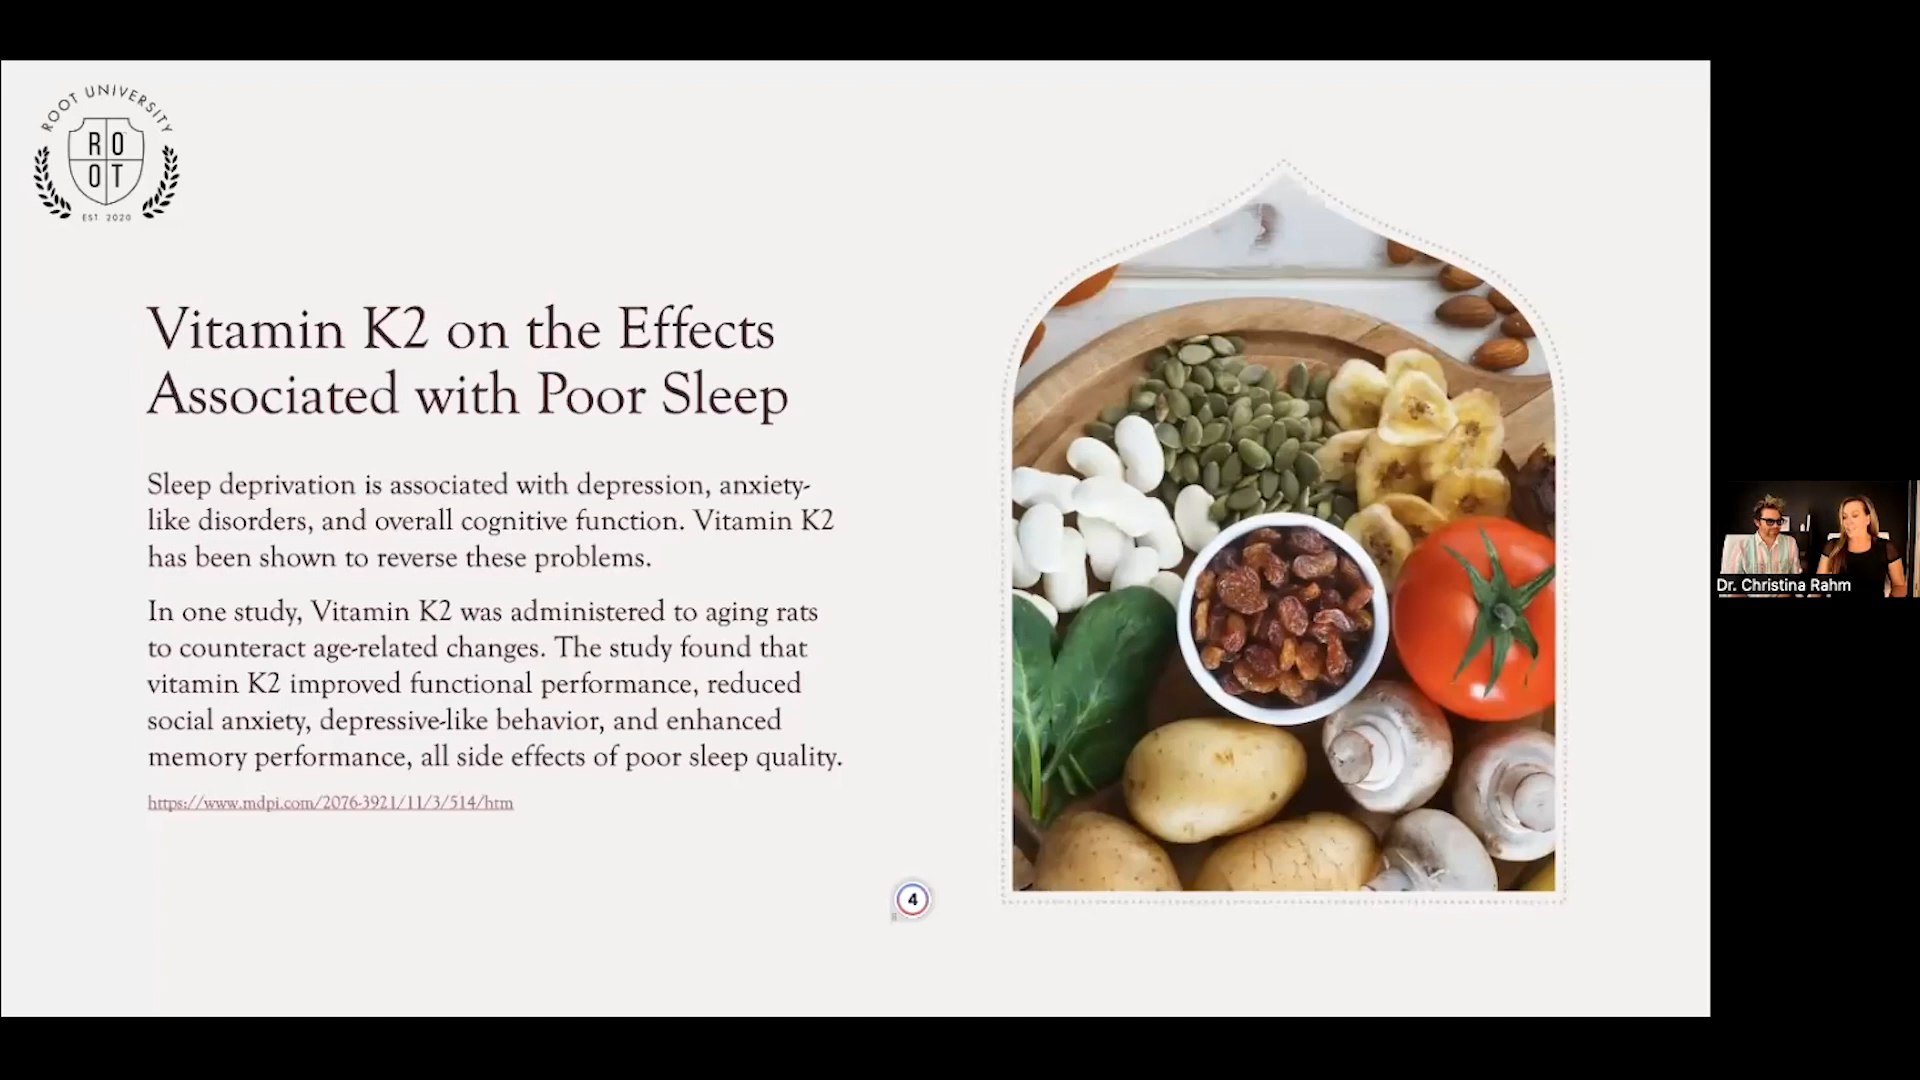 ROOT UNIVERSITY
RO
OT
EST. 2020
Vitamin K2 on the Effects
Associated with Poor Sleep
Sleep deprivation is associated with depression, anxiety-
like disorders, and overall cognitive function. Vitamin K2
has been shown to reverse these problems.
In one study, Vitamin K2 was administered to aging rats
to counteract age-related changes. The study found that
vitamin K2 improved functional performance, reduced
social anxiety, depressive-like behavior, and enhanced
memory performance, all side effects of poor sleep quality.
https://www.mdpi.com/2076-3921/11/3/514/htm
4
Dr. Christina Rahm